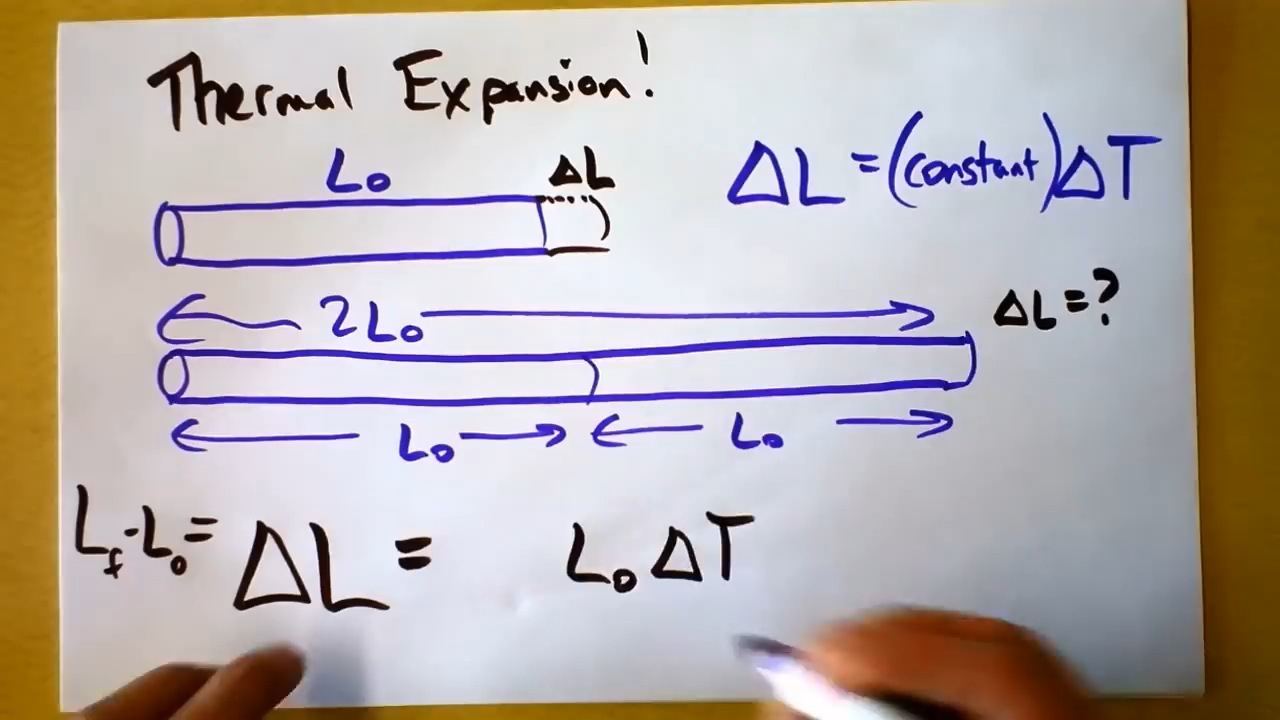 Thermal Expansion!
L₀ ΔL
ΔL = (constant) ΔT
2L₀
ΔL = ?
L₀ L₀
L_f - L₀ = ΔL = L₀ ΔT